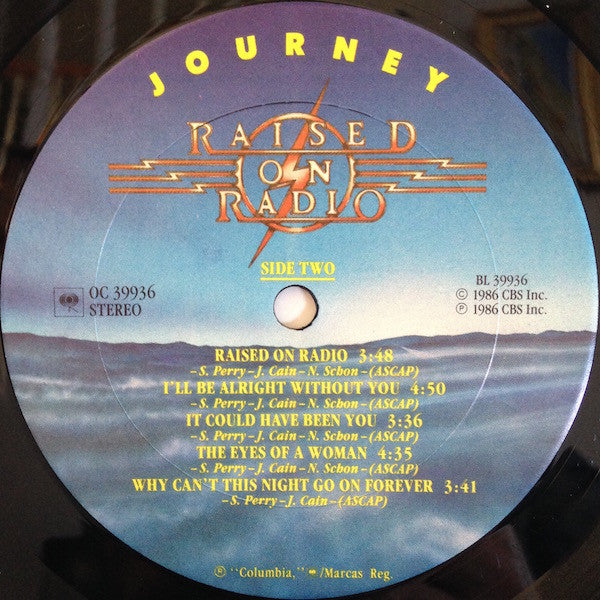 JOURNEY
RAISED
ON
RADIO
SIDE TWO
OC 39936
STEREO
BL 39936
© 1986 CBS Inc.
℗ 1986 CBS Inc.
RAISED ON RADIO 3:48
– S. Perry – J. Cain – N. Schon – (ASCAP)
I'LL BE ALRIGHT WITHOUT YOU 4:50
– S. Perry – J. Cain – N. Schon – (ASCAP)
IT COULD HAVE BEEN YOU 3:36
– S. Perry – J. Cain – N. Schon – (ASCAP)
THE EYES OF A WOMAN 4:35
– S. Perry – J. Cain – N. Schon – (ASCAP)
WHY CAN'T THIS NIGHT GO ON FOREVER 3:41
– S. Perry – J. Cain – (ASCAP)
® "Columbia," /Marcas Reg.